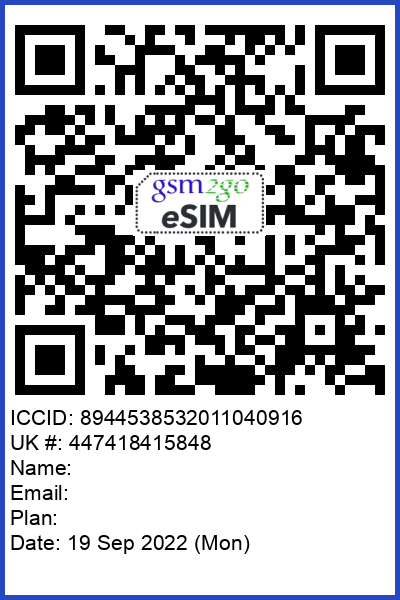 gsm2go
eSIM
ICCID: 8944538532011040916
UK #: 447418415848
Name:
Email:
Plan:
Date: 19 Sep 2022 (Mon)